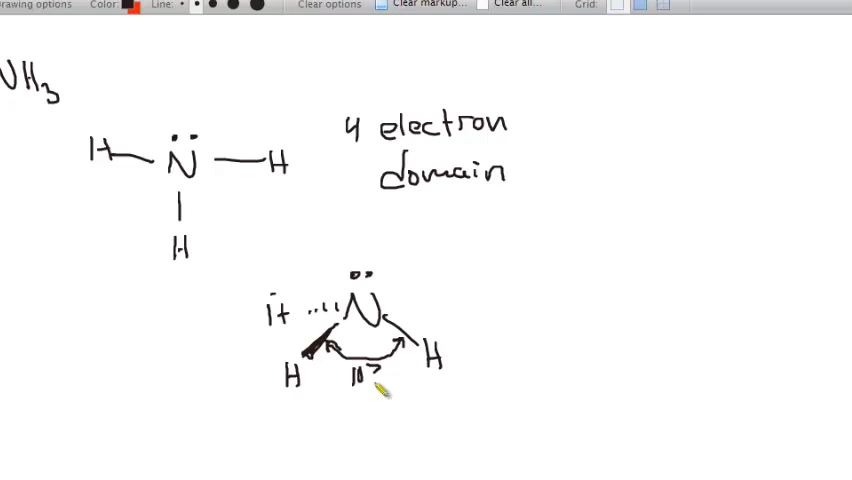 Drawing options Color: Line: Clear options Clear markup... Clear all... Grid:
NH3
H N H
H
4 electron
domain
H N
H H
107